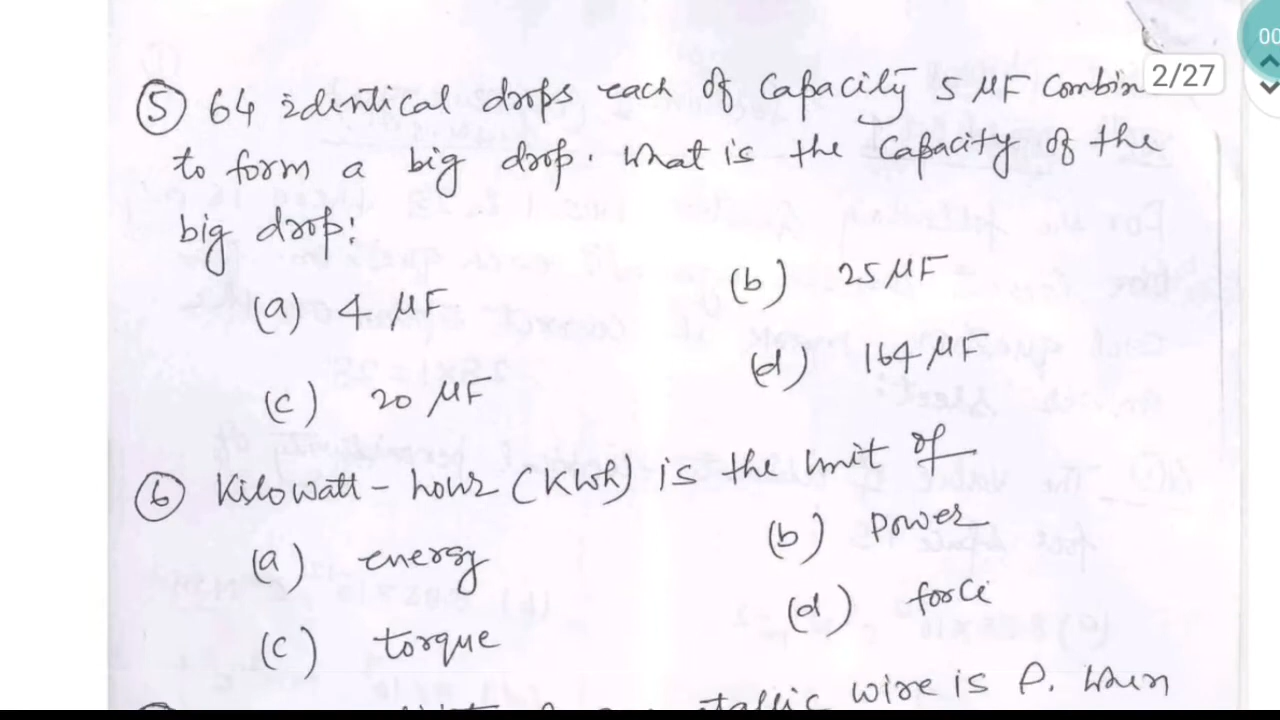 00
2/27
⑤ 64 identical drops each of Capacity 5 μF Combin
to form a big drop. What is the Capacity of the
big drop:
(a) 4 μF (b) 25 μF
(c) 20 μF (d) 164 μF
⑥ Kilowatt-hour (KWh) is the Unit of
(a) energy (b) Power
(c) torque (d) force
wire is ρ. When